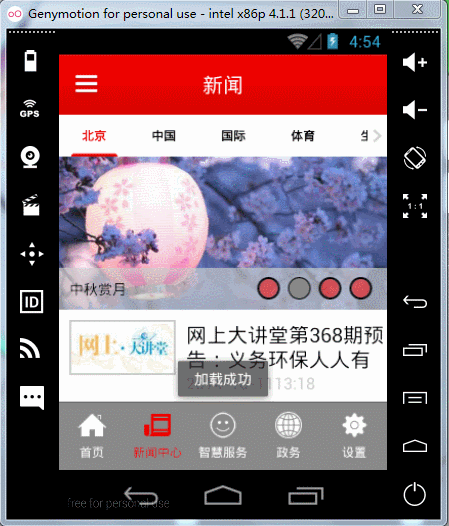 Genymotion for personal use - intel x86p 4.1.1 (320...
4:54
GPS
新闻
北京
中国
国际
体育
1:1
中秋赏月
ID
网上·大讲堂
网上大讲堂第368期预
告：义务环保人人有
1113:18
加载成功
首页
新闻中心
智慧服务
政务
设置
free for personal use